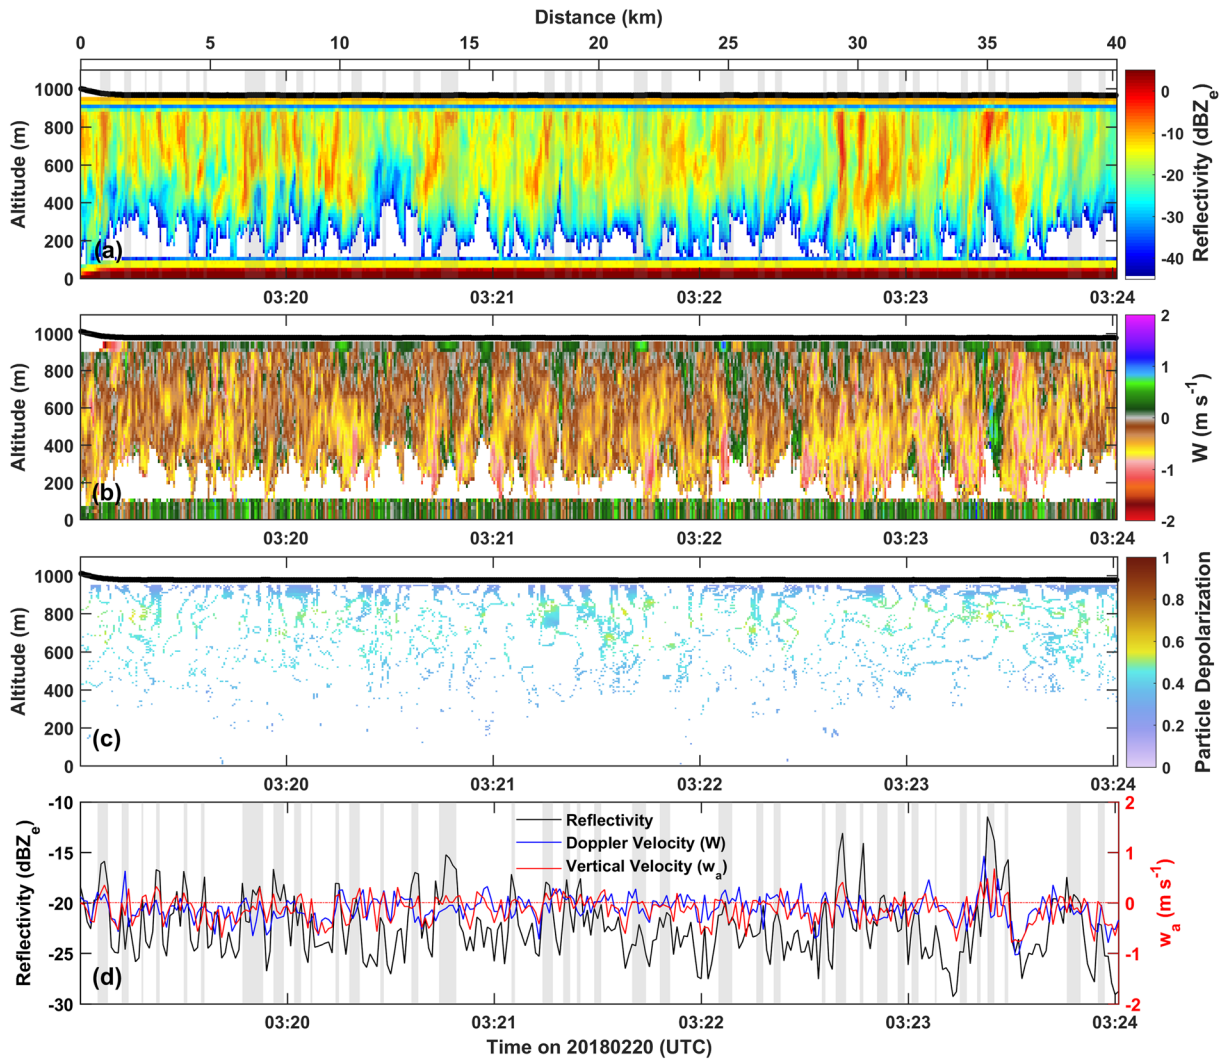 Distance (km)
0 5 10 15 20 25 30 35 40
Altitude (m)
1000
800
600
400
200
0
(a)
03:20 03:21 03:22 03:23 03:24
0
-10
-20
-30
-40
Reflectivity (dBZe)
Altitude (m)
1000
800
600
400
200
0
(b)
03:20 03:21 03:22 03:23 03:24
2
1
0
-1
-2
W (m s-1)
Altitude (m)
1000
800
600
400
200
0
(c)
03:20 03:21 03:22 03:23 03:24
1
0.8
0.6
0.4
0.2
0
Particle Depolarization
Reflectivity (dBZe)
-10
-15
-20
-25
-30
(d)
Reflectivity
Doppler Velocity (W)
Vertical Velocity (wa)
2
1
0
-1
-2
wa (m s-1)
03:20 03:21 03:22 03:23 03:24
Time on 20180220 (UTC)